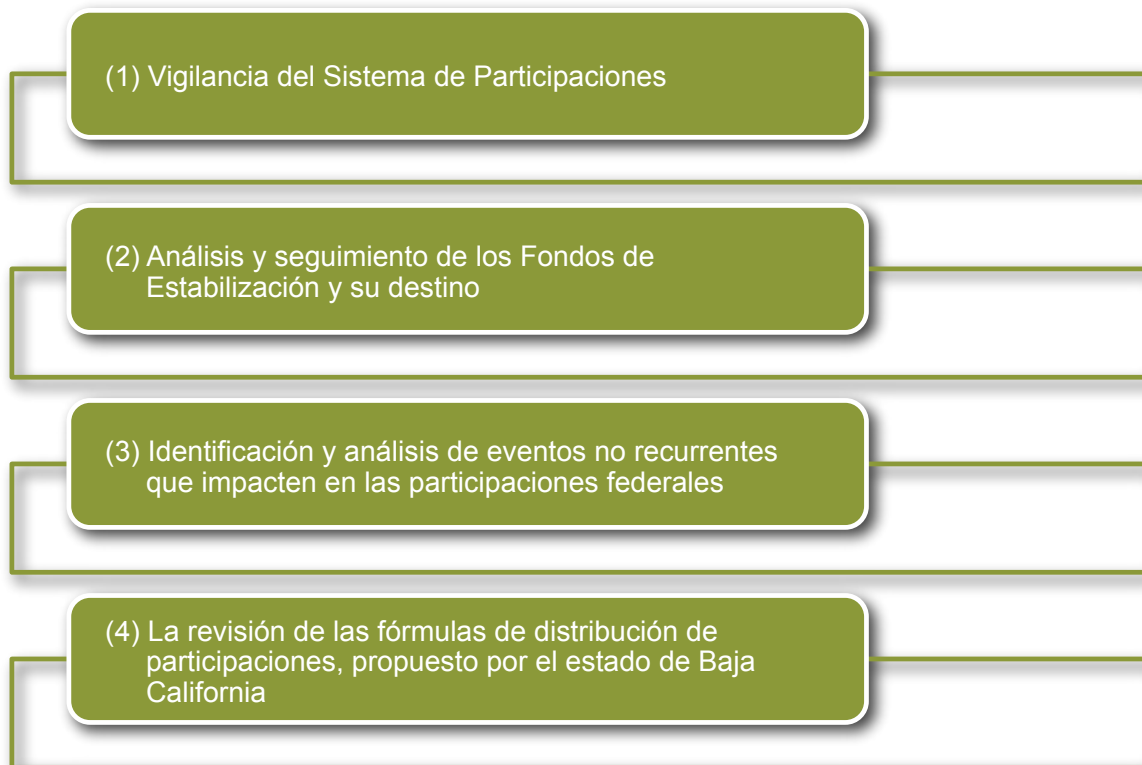 (1) Vigilancia del Sistema de Participaciones
(2) Análisis y seguimiento de los Fondos de
Estabilización y su destino
(3) Identificación y análisis de eventos no recurrentes
que impacten en las participaciones federales
(4) La revisión de las fórmulas de distribución de
participaciones, propuesto por el estado de Baja
California